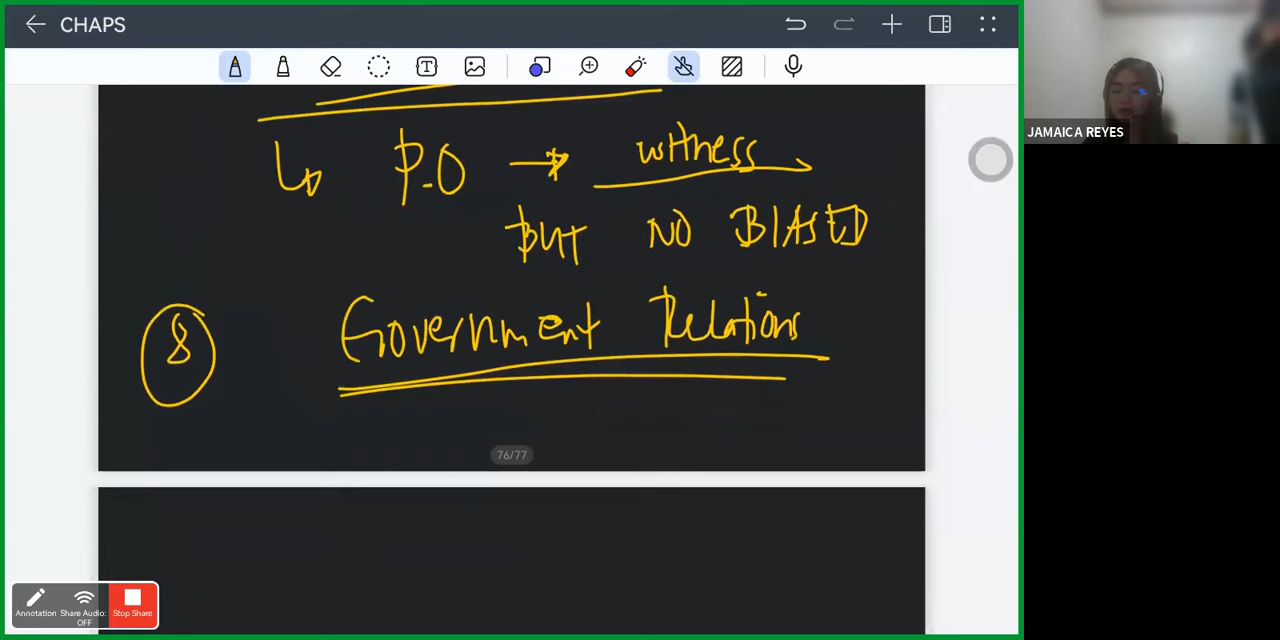 CHAPS
JAMAICA REYES
P.O → witness
BUT NO BIASED
8 Government Relations
76/77
Annotation Share Audio: OFF Stop Share